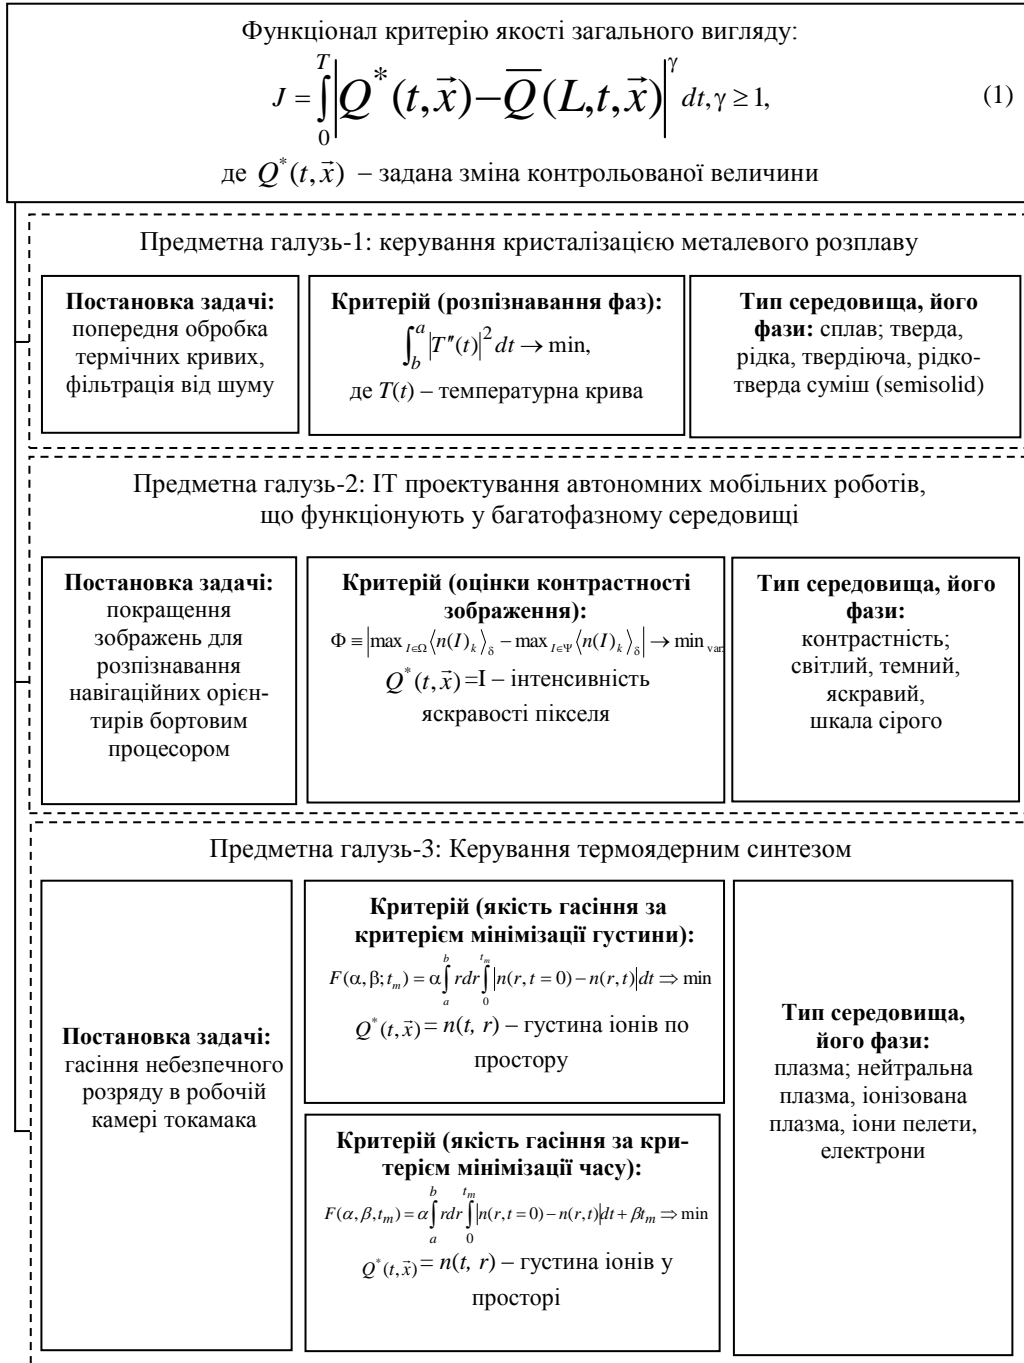 Функціонал критерію якості загального вигляду:
J = ∫_0^T |Q^*(t, x⃗) − Q̅(L, t, x⃗)|^γ dt, γ ≥ 1, (1)
де Q^*(t, x⃗) – задана зміна контрольованої величини
Предметна галузь-1: керування кристалізацією металевого розплаву
Постановка задачі:
попередня обробка
термічних кривих,
фільтрація від шуму
Критерій (розпізнавання фаз):
∫_b^a |T″(t)|^2 dt → min,
де T(t) – температурна крива
Тип середовища, його
фази: сплав; тверда,
рідка, твердіюча, рідко-
тверда суміш (semisolid)
Предметна галузь-2: ІТ проектування автономних мобільних роботів,
що функціонують у багатофазному середовищі
Постановка задачі:
покращення
зображень для
розпізнавання
навігаційних орієн-
тирів бортовим
процесором
Критерій (оцінки контрастності
зображення):
Φ ≡ |max_{I∈Ω}⟨n(I)_k⟩_δ − max_{I∈Ψ}⟨n(I)_k⟩_δ| → min_{var}
Q^*(t, x⃗) =I – інтенсивність
яскравості пікселя
Тип середовища, його
фази:
контрастність;
світлий, темний,
яскравий,
шкала сірого
Предметна галузь-3: Керування термоядерним синтезом
Постановка задачі:
гасіння небезпечного
розряду в робочій
камері токамака
Критерій (якість гасіння за
критерієм мінімізації густини):
F(α, β; t_m) = α∫_a^b rdr ∫_0^{t_m} |n(r, t = 0) − n(r, t)|dt ⇒ min
Q^*(t, x⃗) = n(t, r) – густина іонів по
простору
Критерій (якість гасіння за кри-
терієм мінімізації часу):
F(α, β, t_m) = α∫_a^b rdr ∫_0^{t_m} |n(r, t = 0) − n(r, t)|dt + βt_m ⇒ min
Q^*(t, x⃗) = n(t, r) – густина іонів у
просторі
Тип середовища,
його фази:
плазма; нейтральна
плазма, іонізована
плазма, іони пелети,
електрони